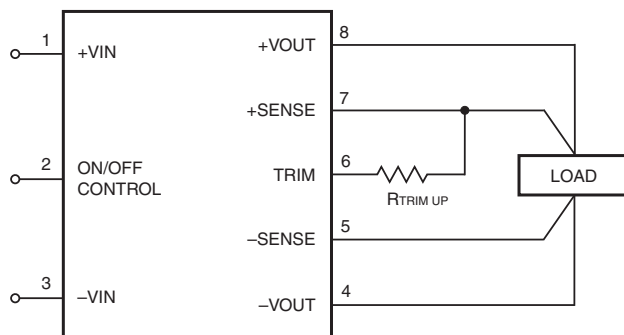 1
+VIN
2
ON/OFF
CONTROL
3
–VIN
+VOUT
8
+SENSE
7
TRIM
6
RTRIM UP
–SENSE
5
–VOUT
4
LOAD